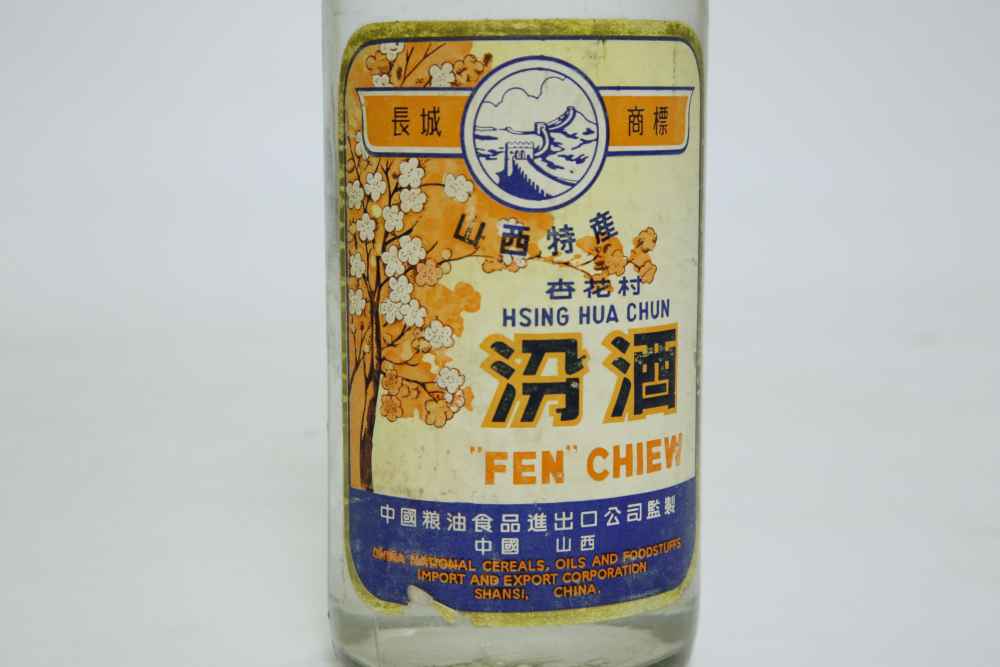 長城 商標
山西特產
杏花村
HSING HUA CHUN
汾酒
"FEN" CHIEW
中國粮油食品進出口公司監製
中國 山西
CHINA NATIONAL CEREALS, OILS AND FOODSTUFFS
IMPORT AND EXPORT CORPORATION
SHANSI, CHINA.